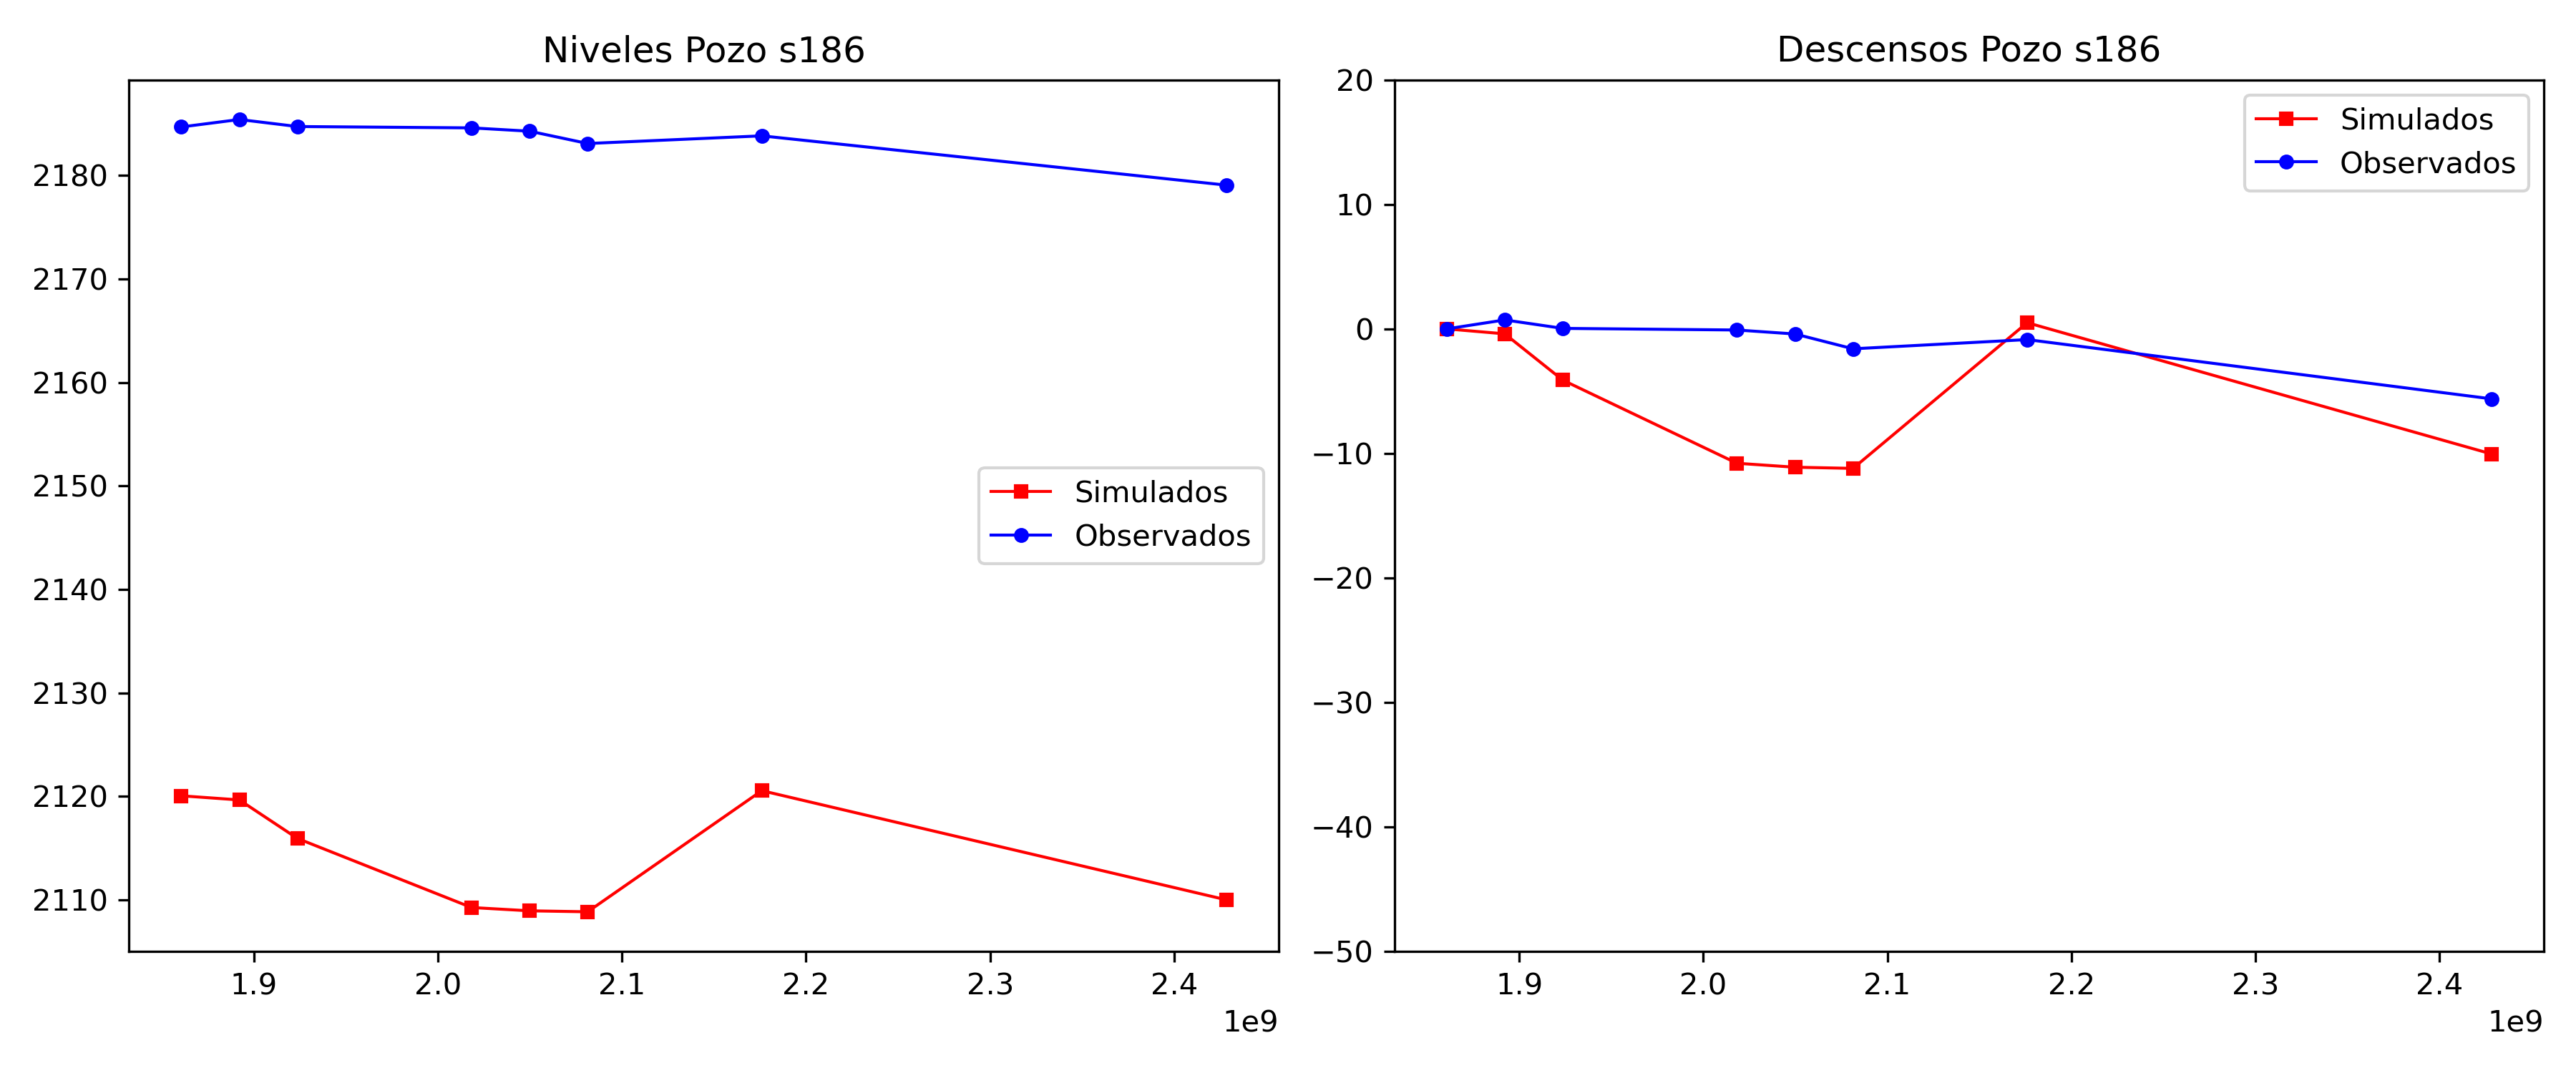 Niveles Pozo s186
2180
2170
2160
2150
2140
2130
2120
2110
Simulados
Observados
1.9 2.0 2.1 2.2 2.3 2.4
1e9
Descensos Pozo s186
20
10
0
−10
−20
−30
−40
−50
Simulados
Observados
1.9 2.0 2.1 2.2 2.3 2.4
1e9